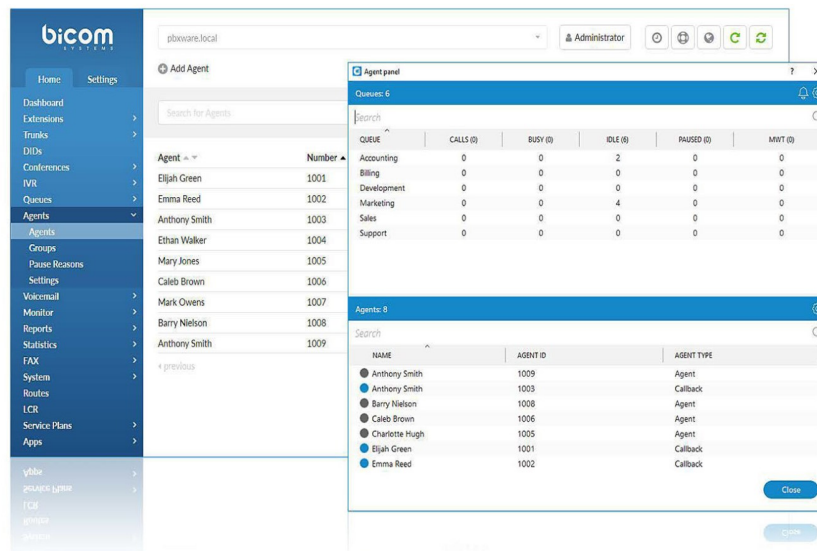 bicom
SYSTEMS
pbxware.local
Administrator
Home Settings
Add Agent
Search for Agents
Dashboard
Extensions
Trunks
DIDs
Conferences
IVR
Queues
Agents
Agents
Groups
Pause Reasons
Settings
Voicemail
Monitor
Reports
Statistics
FAX
System
Routes
LCR
Service Plans
Apps
Agent Number
Elijah Green 1001
Emma Reed 1002
Anthony Smith 1003
Ethan Walker 1004
Mary Jones 1005
Caleb Brown 1006
Mark Owens 1007
Barry Nielson 1008
Anthony Smith 1009
previous
Agent panel ?
Queues: 6
Search
QUEUE CALLS (0) BUSY (0) IDLE (6) PAUSED (0) MWT (0)
Accounting 0 0 2 0 0
Billing 0 0 0 0 0
Development 0 0 0 0 0
Marketing 0 0 4 0 0
Sales 0 0 0 0 0
Support 0 0 0 0 0
Agents: 8
Search
NAME AGENT ID AGENT TYPE
Anthony Smith 1009 Agent
Anthony Smith 1003 Callback
Barry Nielson 1008 Agent
Caleb Brown 1006 Agent
Charlotte Hugh 1005 Agent
Elijah Green 1001 Callback
Emma Reed 1002 Callback
Close